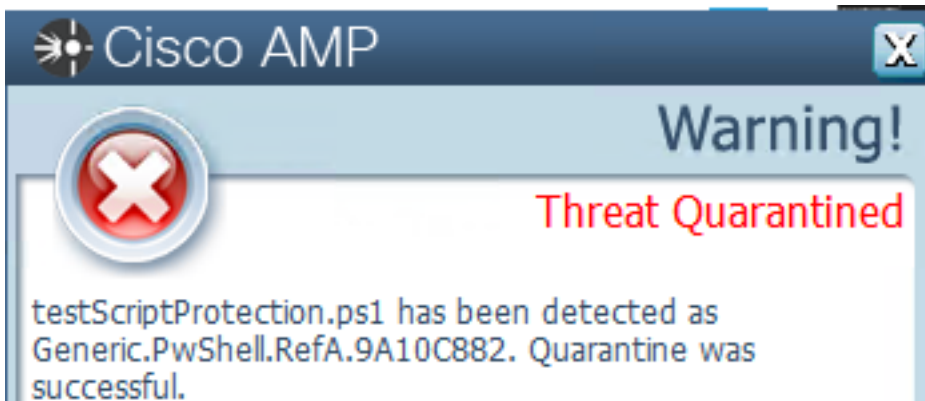 Cisco AMP
X
Warning!
Threat Quarantined
testScriptProtection.ps1 has been detected as
Generic.PwShell.RefA.9A10C882. Quarantine was
successful.